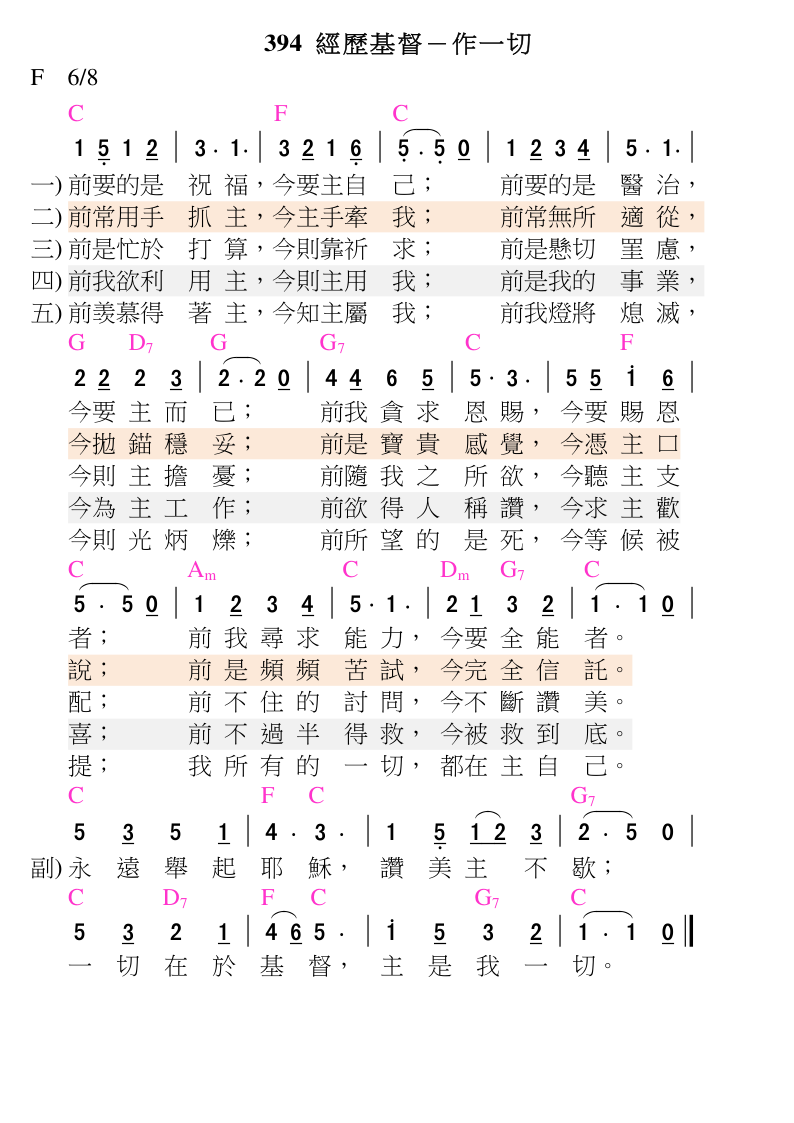 394 經歷基督－作一切
F 6/8
C F C
1 5 1 2 | 3 · 1 · | 3 2 1 6 | 5 · 5 0 | 1 2 3 4 | 5 · 1 · |
一) 前要的是 祝 福，今要主自 己； 前要的是 醫 治，
二) 前常用手 抓 主，今主手牽 我； 前常無所 適 從，
三) 前是忙於 打 算，今則靠祈 求； 前是懸切 罣 慮，
四) 前我欲利 用 主，今則主用 我； 前是我的 事 業，
五) 前羨慕得 著 主，今知主屬 我； 前我燈將 熄 滅，
G D7 G G7 C F
2 2 2 3 | 2 · 2 0 | 4 4 6 5 | 5 · 3 · | 5 5 i 6 |
今要 主 而 已； 前我 貪 求 恩 賜， 今要 賜 恩
今拋 錨 穩 妥； 前是 寶 貴 感 覺， 今憑 主 口
今則 主 擔 憂； 前隨 我 之 所 欲， 今聽 主 支
今為 主 工 作； 前欲 得 人 稱 讚， 今求 主 歡
今則 光 炳 爍； 前所 望 的 是 死， 今等 候 被
C Am C Dm G7 C
5 · 5 0 | 1 2 3 4 | 5 · 1 · | 2 1 3 2 | 1 · 1 0 |
者； 前 我 尋 求 能 力， 今要 全 能 者。
說； 前 是 頻 頻 苦 試， 今完 全 信 託。
配； 前 不 住 的 討 問， 今不 斷 讚 美。
喜； 前 不 過 半 得 救， 今被 救 到 底。
提； 我 所 有 的 一 切， 都在 主 自 己。
C F C G7
5 3 5 1 | 4 · 3 · | 1 5 1 2 3 | 2 · 5 0 |
副) 永 遠 舉 起 耶 穌， 讚 美 主 不 歇；
C D7 F C G7 C
5 3 2 1 | 4 6 5 · | i 5 3 2 | 1 · 1 0 ‖
一 切 在 於 基 督， 主 是 我 一 切。